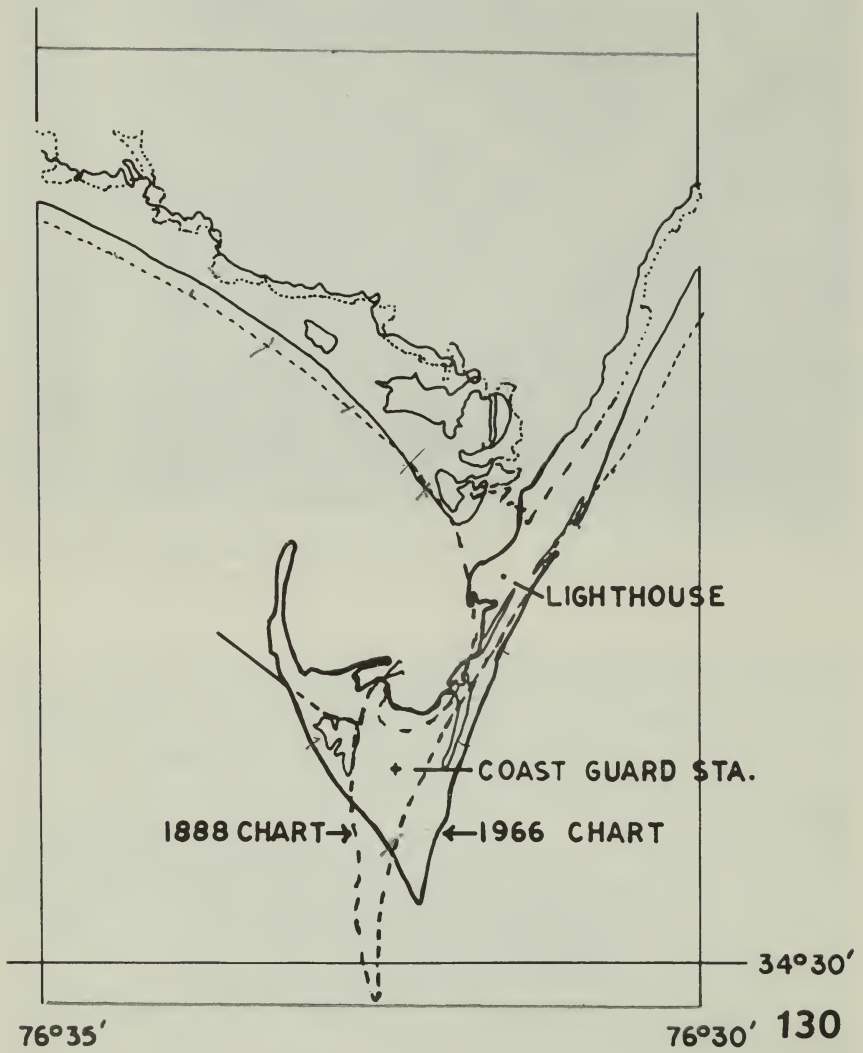 LIGHTHOUSE
COAST GUARD STA.
1888 CHART→ ←1966 CHART
34°30'
76°35' 76°30' 130